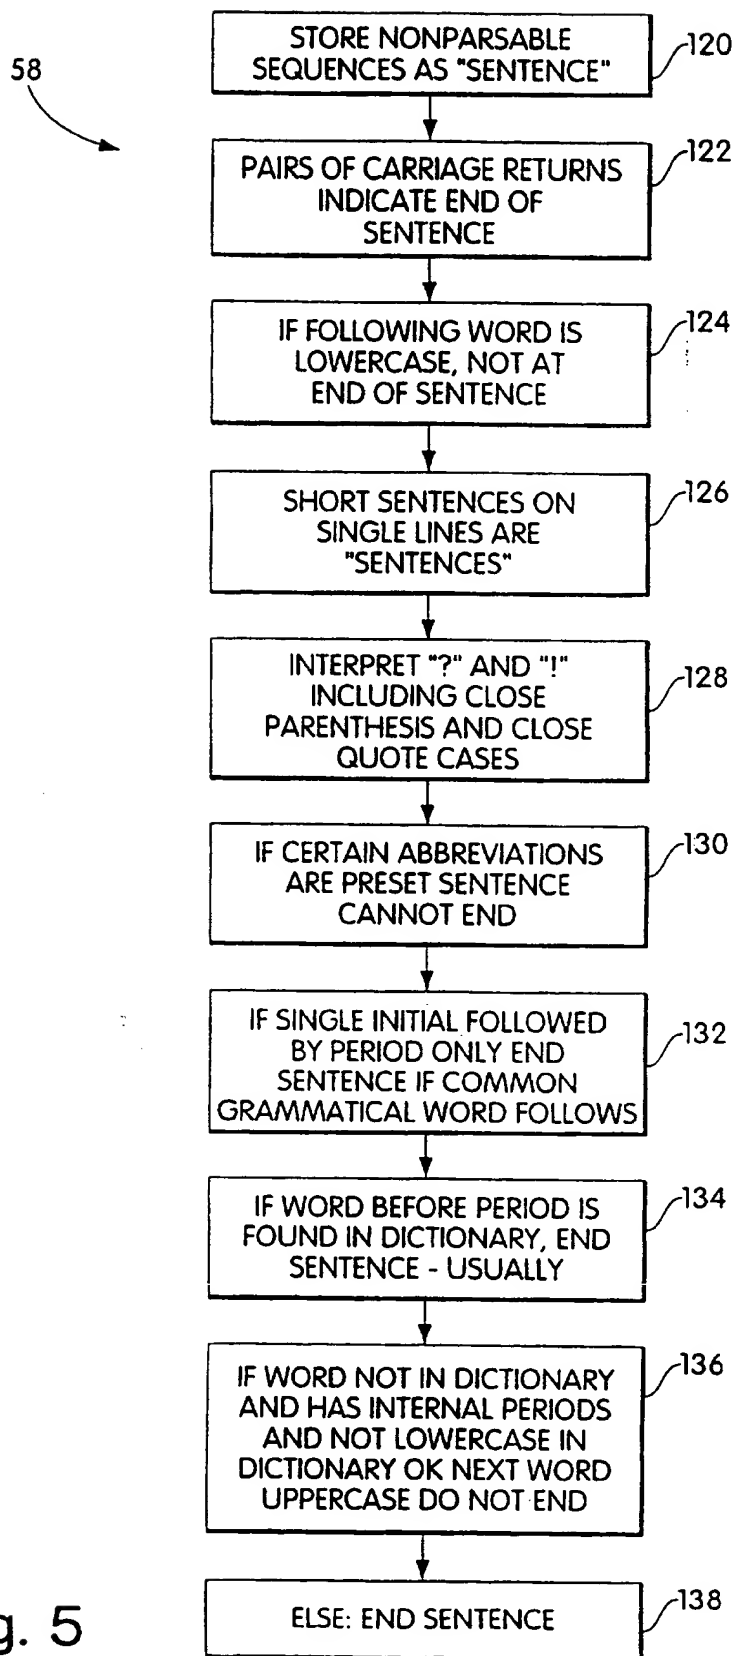 STORE NONPARSABLE
SEQUENCES AS "SENTENCE"
120
58
PAIRS OF CARRIAGE RETURNS
INDICATE END OF
SENTENCE
122
IF FOLLOWING WORD IS
LOWERCASE, NOT AT
END OF SENTENCE
124
SHORT SENTENCES ON
SINGLE LINES ARE
"SENTENCES"
126
INTERPRET "?" AND "!"
INCLUDING CLOSE
PARENTHESIS AND CLOSE
QUOTE CASES
128
IF CERTAIN ABBREVIATIONS
ARE PRESET SENTENCE
CANNOT END
130
IF SINGLE INITIAL FOLLOWED
BY PERIOD ONLY END
SENTENCE IF COMMON
GRAMMATICAL WORD FOLLOWS
132
IF WORD BEFORE PERIOD IS
FOUND IN DICTIONARY, END
SENTENCE - USUALLY
134
IF WORD NOT IN DICTIONARY
AND HAS INTERNAL PERIODS
AND NOT LOWERCASE IN
DICTIONARY OK NEXT WORD
UPPERCASE DO NOT END
136
ELSE: END SENTENCE
138
g. 5